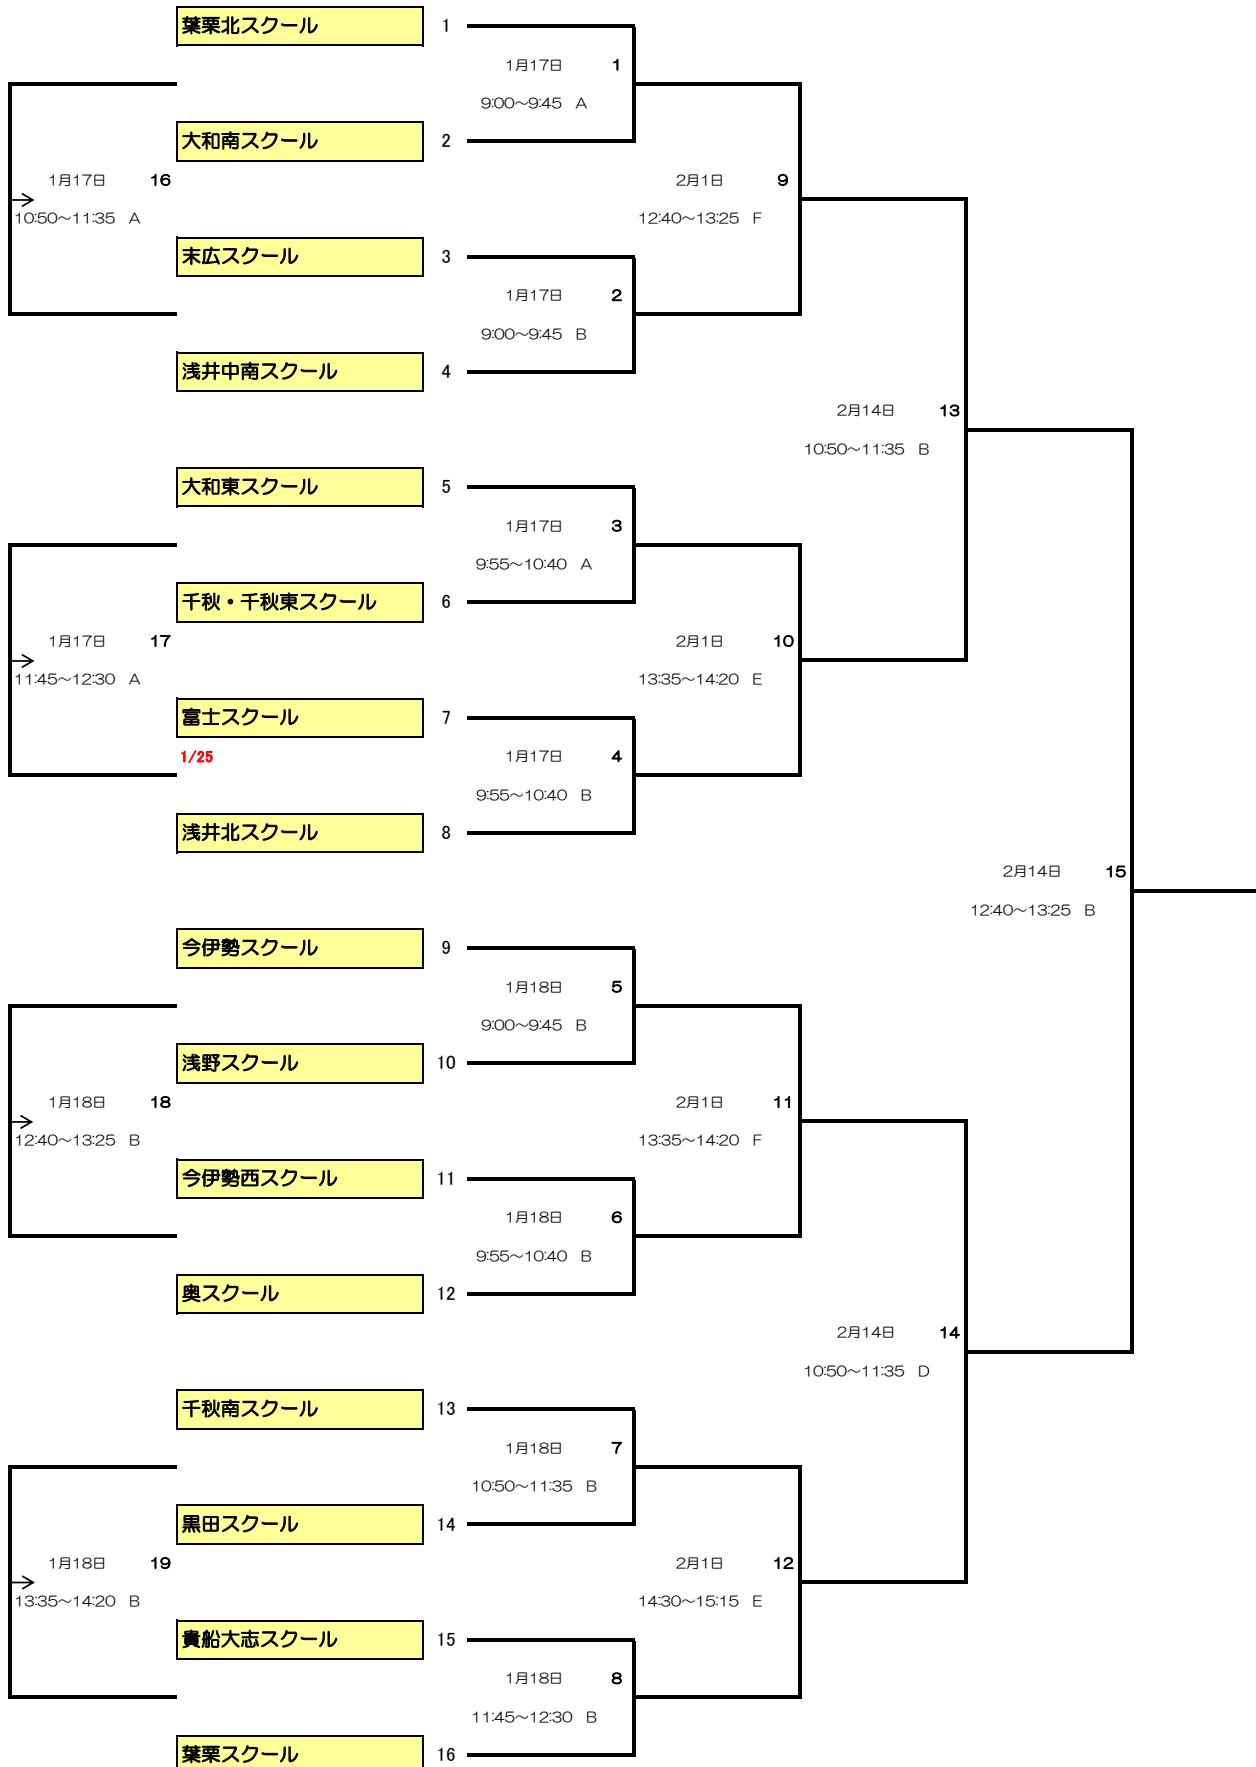 葉栗北スクール 1
1月17日 1
9:00～9:45 A
大和南スクール 2
1月17日 16
2月1日 9
10:50～11:35 A
12:40～13:25 F
末広スクール 3
1月17日 2
9:00～9:45 B
浅井中南スクール 4
2月14日 13
10:50～11:35 B
大和東スクール 5
1月17日 3
9:55～10:40 A
千秋・千秋東スクール 6
1月17日 17
2月1日 10
11:45～12:30 A
13:35～14:20 E
富士スクール 7
1/25
1月17日 4
9:55～10:40 B
浅井北スクール 8
2月14日 15
12:40～13:25 B
今伊勢スクール 9
1月18日 5
9:00～9:45 B
浅野スクール 10
1月18日 18
2月1日 11
12:40～13:25 B
13:35～14:20 F
今伊勢西スクール 11
1月18日 6
9:55～10:40 B
奥スクール 12
2月14日 14
10:50～11:35 D
千秋南スクール 13
1月18日 7
10:50～11:35 B
黒田スクール 14
1月18日 19
2月1日 12
13:35～14:20 B
14:30～15:15 E
貴船大志スクール 15
1月18日 8
11:45～12:30 B
葉栗スクール 16